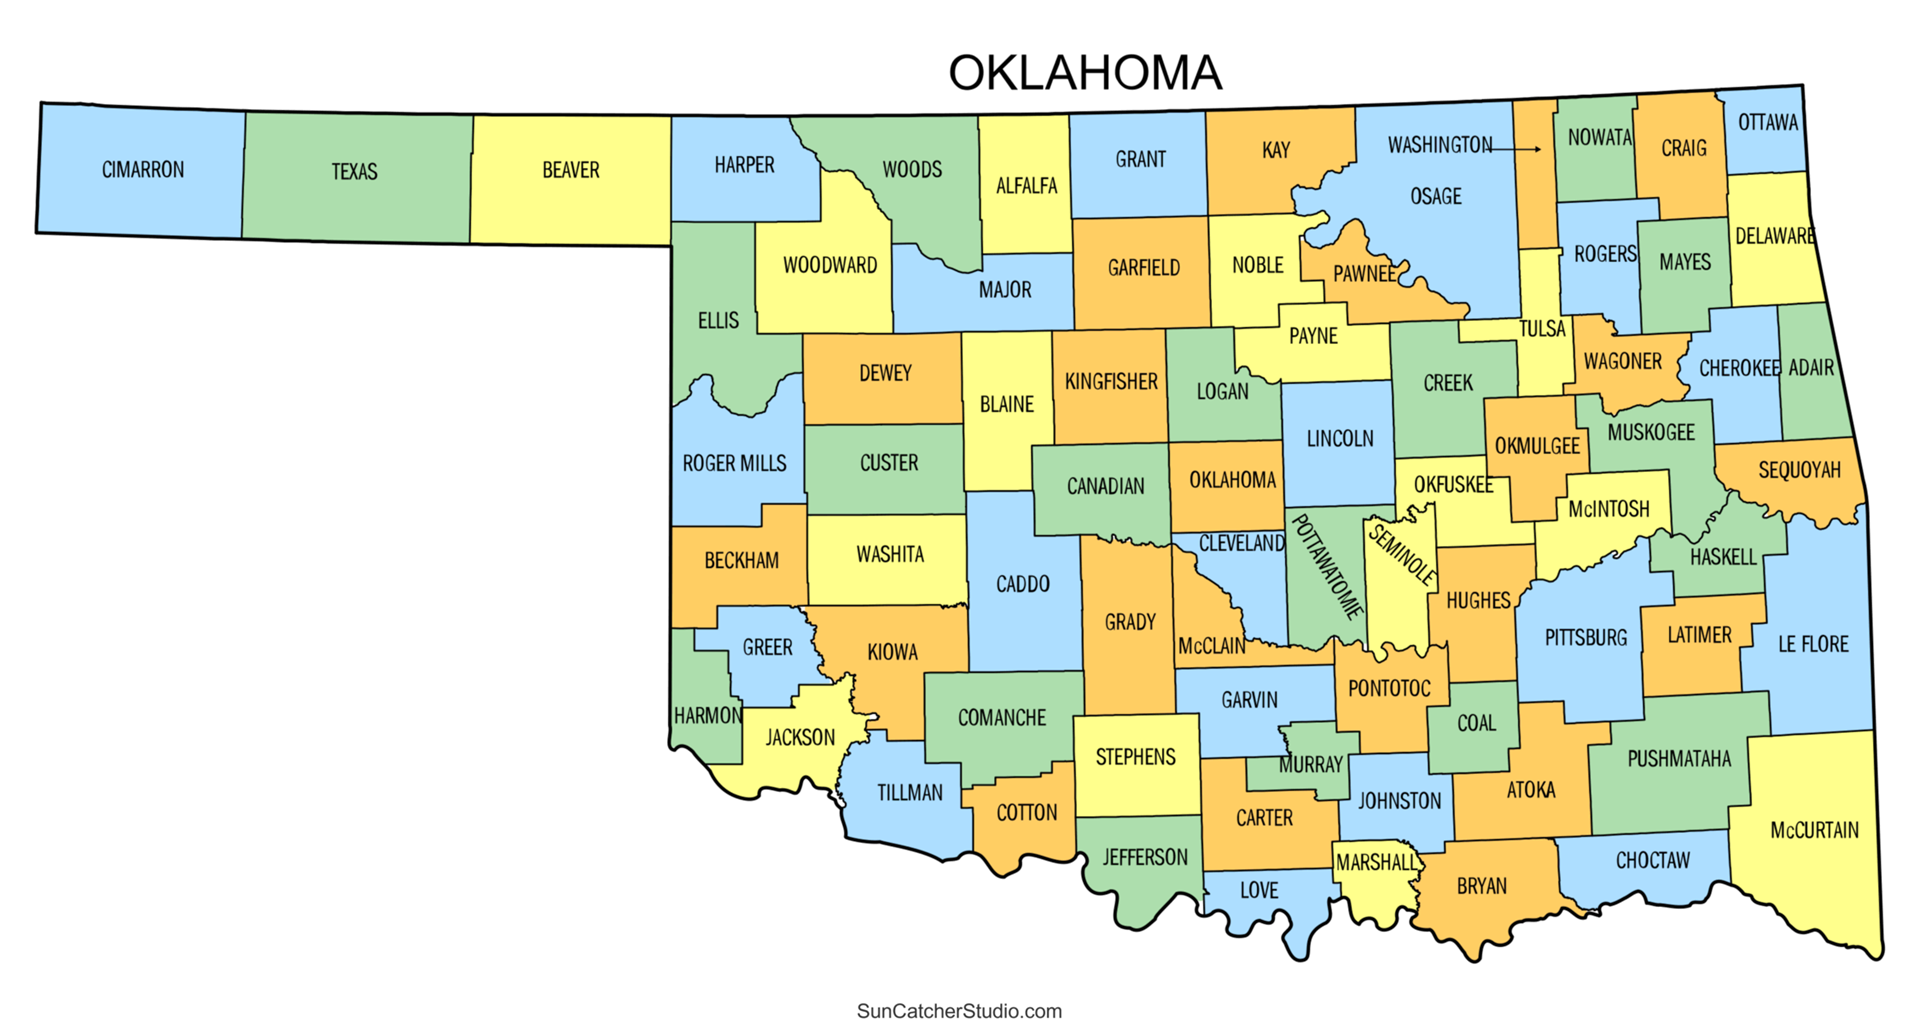 OKLAHOMA
CIMARRON
TEXAS
BEAVER
HARPER
WOODS
ALFALFA
GRANT
KAY
WASHINGTON
OSAGE
NOWATA
CRAIG
OTTAWA
ELLIS
WOODWARD
MAJOR
GARFIELD
NOBLE
PAWNEE
ROGERS
MAYES
DELAWARE
DEWEY
BLAINE
KINGFISHER
LOGAN
PAYNE
CREEK
TULSA
WAGONER
CHEROKEE
ADAIR
ROGER MILLS
CUSTER
CANADIAN
OKLAHOMA
LINCOLN
OKFUSKEE
OKMULGEE
MUSKOGEE
SEQUOYAH
McINTOSH
BECKHAM
WASHITA
CADDO
GRADY
CLEVELAND
POTTAWATOMIE
SEMINOLE
HUGHES
HASKELL
McCLAIN
PITTSBURG
LATIMER
LE FLORE
GREER
KIOWA
HARMON
JACKSON
COMANCHE
STEPHENS
GARVIN
PONTOTOC
COAL
MURRAY
TILLMAN
COTTON
JEFFERSON
CARTER
JOHNSTON
ATOKA
PUSHMATAHA
McCURTAIN
LOVE
MARSHALL
BRYAN
CHOCTAW
SunCatcherStudio.com